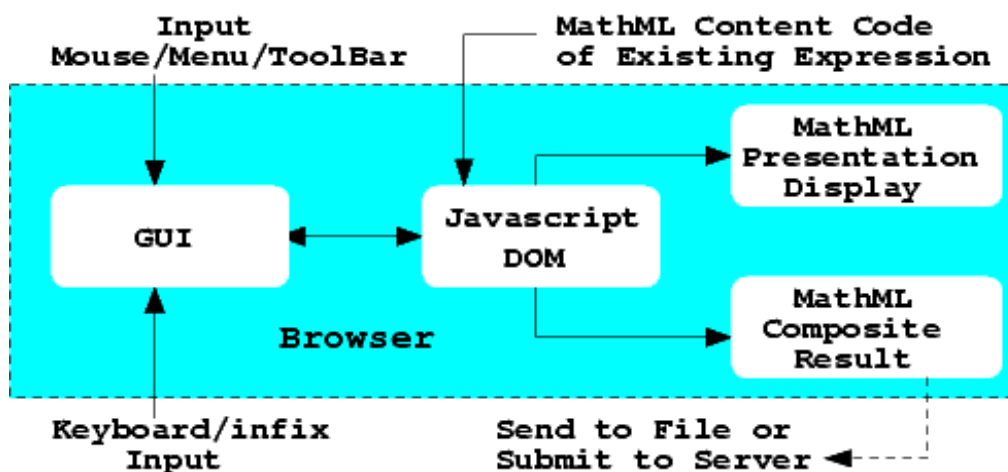 Input
Mouse/Menu/ToolBar
MathML Content Code
of Existing Expression
MathML
Presentation
Display
GUI
Javascript
DOM
MathML
Composite
Result
Browser
Keyboard/infix
Input
Send to File or
Submit to Server